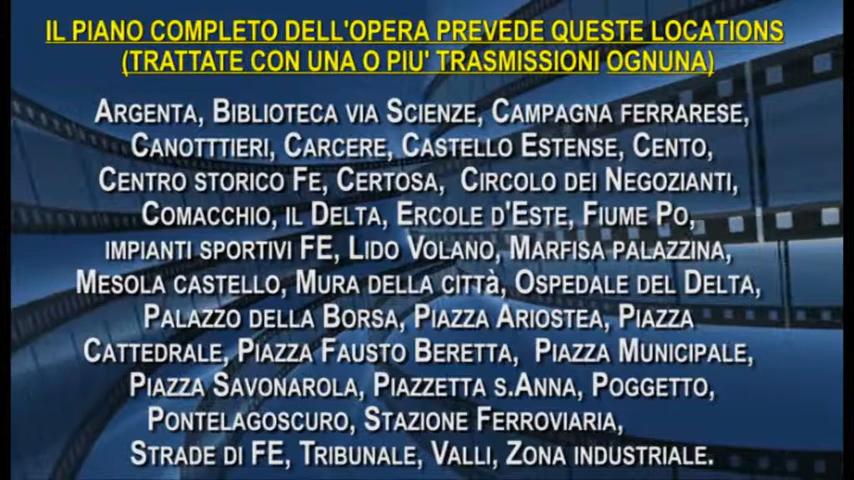 IL PIANO COMPLETO DELL'OPERA PREVEDE QUESTE LOCATIONS
(TRATTATE CON UNA O PIU' TRASMISSIONI OGNUNA)
ARGENTA, BIBLIOTECA VIA SCIENZE, CAMPAGNA FERRARESE,
CANOTTTIERI, CARCERE, CASTELLO ESTENSE, CENTO,
CENTRO STORICO FE, CERTOSA, CIRCOLO DEI NEGOZIANTI,
COMACCHIO, IL DELTA, ERCOLE D'ESTE, FIUME PO,
IMPIANTI SPORTIVI FE, LIDO VOLANO, MARFISA PALAZZINA,
MESOLA CASTELLO, MURA DELLA CITTà, OSPEDALE DEL DELTA,
PALAZZO DELLA BORSA, PIAZZA ARIOSTEA, PIAZZA
CATTEDRALE, PIAZZA FAUSTO BERETTA, PIAZZA MUNICIPALE,
PIAZZA SAVONAROLA, PIAZZETTA S.ANNA, POGGETTO,
PONTELAGOSCURO, STAZIONE FERROVIARIA,
STRADE DI FE, TRIBUNALE, VALLI, ZONA INDUSTRIALE.